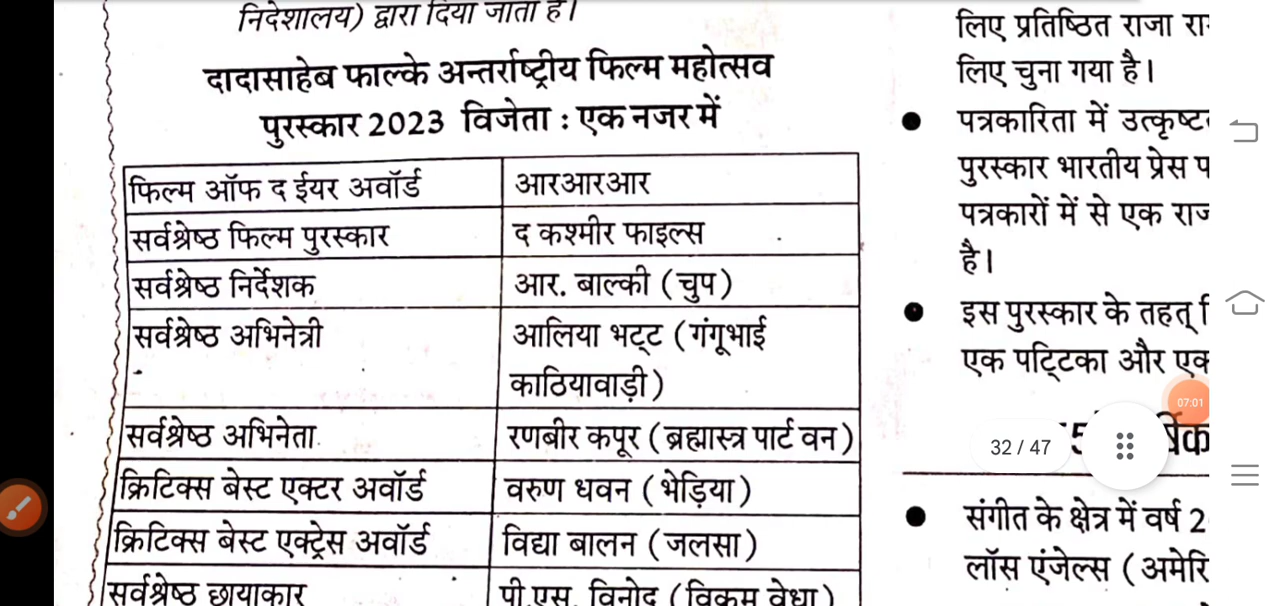 निदेशालय) द्वारा दिया जाता है।
दादासाहेब फाल्के अन्तर्राष्ट्रीय फिल्म महोत्सव
पुरस्कार 2023 विजेता : एक नजर में
फिल्म ऑफ द ईयर अवॉर्ड आरआरआर
सर्वश्रेष्ठ फिल्म पुरस्कार द कश्मीर फाइल्स
सर्वश्रेष्ठ निर्देशक आर. बाल्की (चुप)
सर्वश्रेष्ठ अभिनेत्री आलिया भट्ट (गंगूभाई
काठियावाड़ी)
सर्वश्रेष्ठ अभिनेता रणबीर कपूर (ब्रह्मास्त्र पार्ट वन)
क्रिटिक्स बेस्ट एक्टर अवॉर्ड वरुण धवन (भेड़िया)
क्रिटिक्स बेस्ट एक्ट्रेस अवॉर्ड विद्या बालन (जलसा)
सर्वश्रेष्ठ छायाकार पी.एस. विनोद (विक्रम वेधा)
लिए प्रतिष्ठित राजा
लिए चुना गया है।
पत्रकारिता में
पुरस्कार भारतीय प्रेस
पत्रकारों में से एक
है।
इस पुरस्कार के तहत्
एक पट्टिका और एक
07:01
32 / 47
संगीत के क्षेत्र में वर्ष 2
लॉस एंजेल्स (